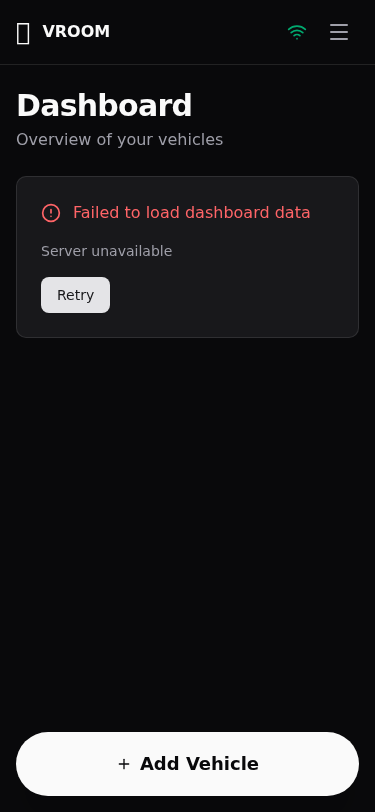 VROOM
Dashboard
Overview of your vehicles
Failed to load dashboard data
Server unavailable
Retry
+ Add Vehicle